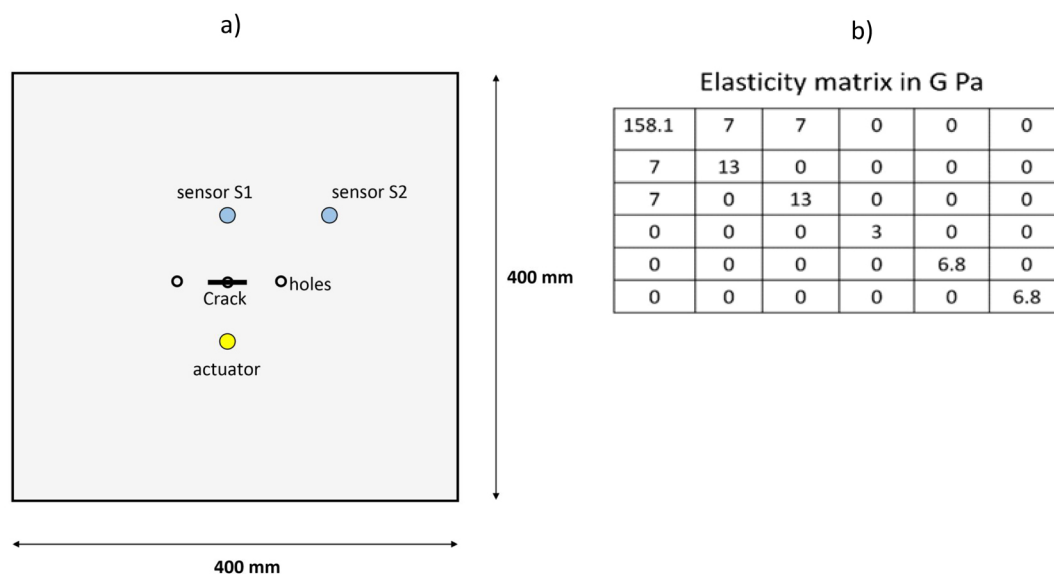 a)
sensor S1 sensor S2
holes
Crack
actuator
400 mm
400 mm
b)
Elasticity matrix in G Pa
158.1 7 7 0 0 0
7 13 0 0 0 0
7 0 13 0 0 0
0 0 0 3 0 0
0 0 0 0 6.8 0
0 0 0 0 0 6.8